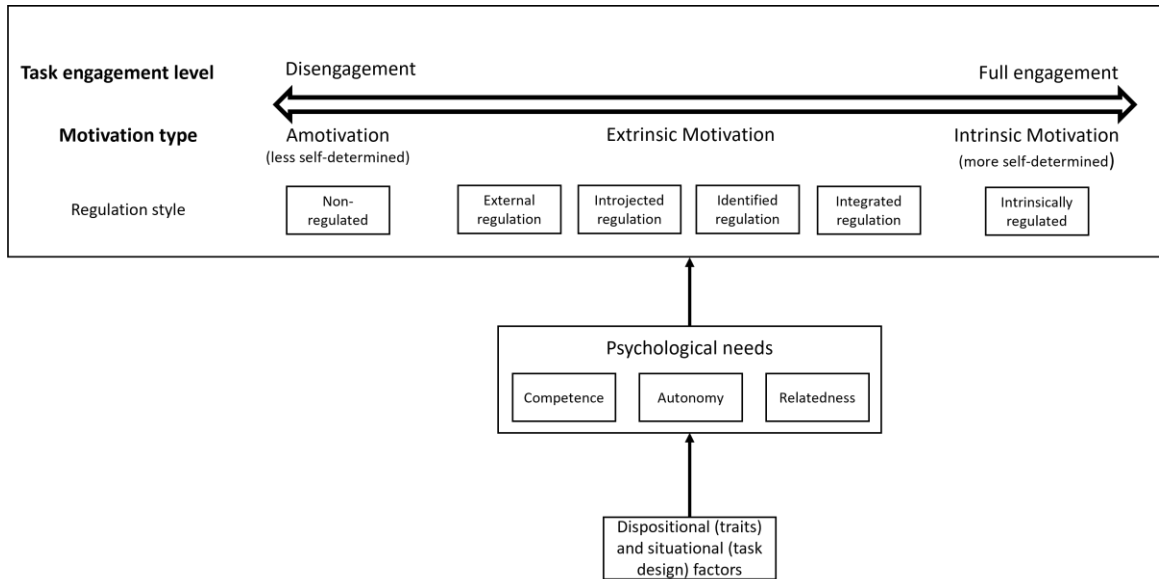 Task engagement level
Disengagement
Full engagement
Motivation type
Amotivation
(less self-determined)
Extrinsic Motivation
Intrinsic Motivation
(more self-determined)
Regulation style
Non-
regulated
External
regulation
Introjected
regulation
Identified
regulation
Integrated
regulation
Intrinsically
regulated
Psychological needs
Competence
Autonomy
Relatedness
Dispositional (traits)
and situational (task
design) factors